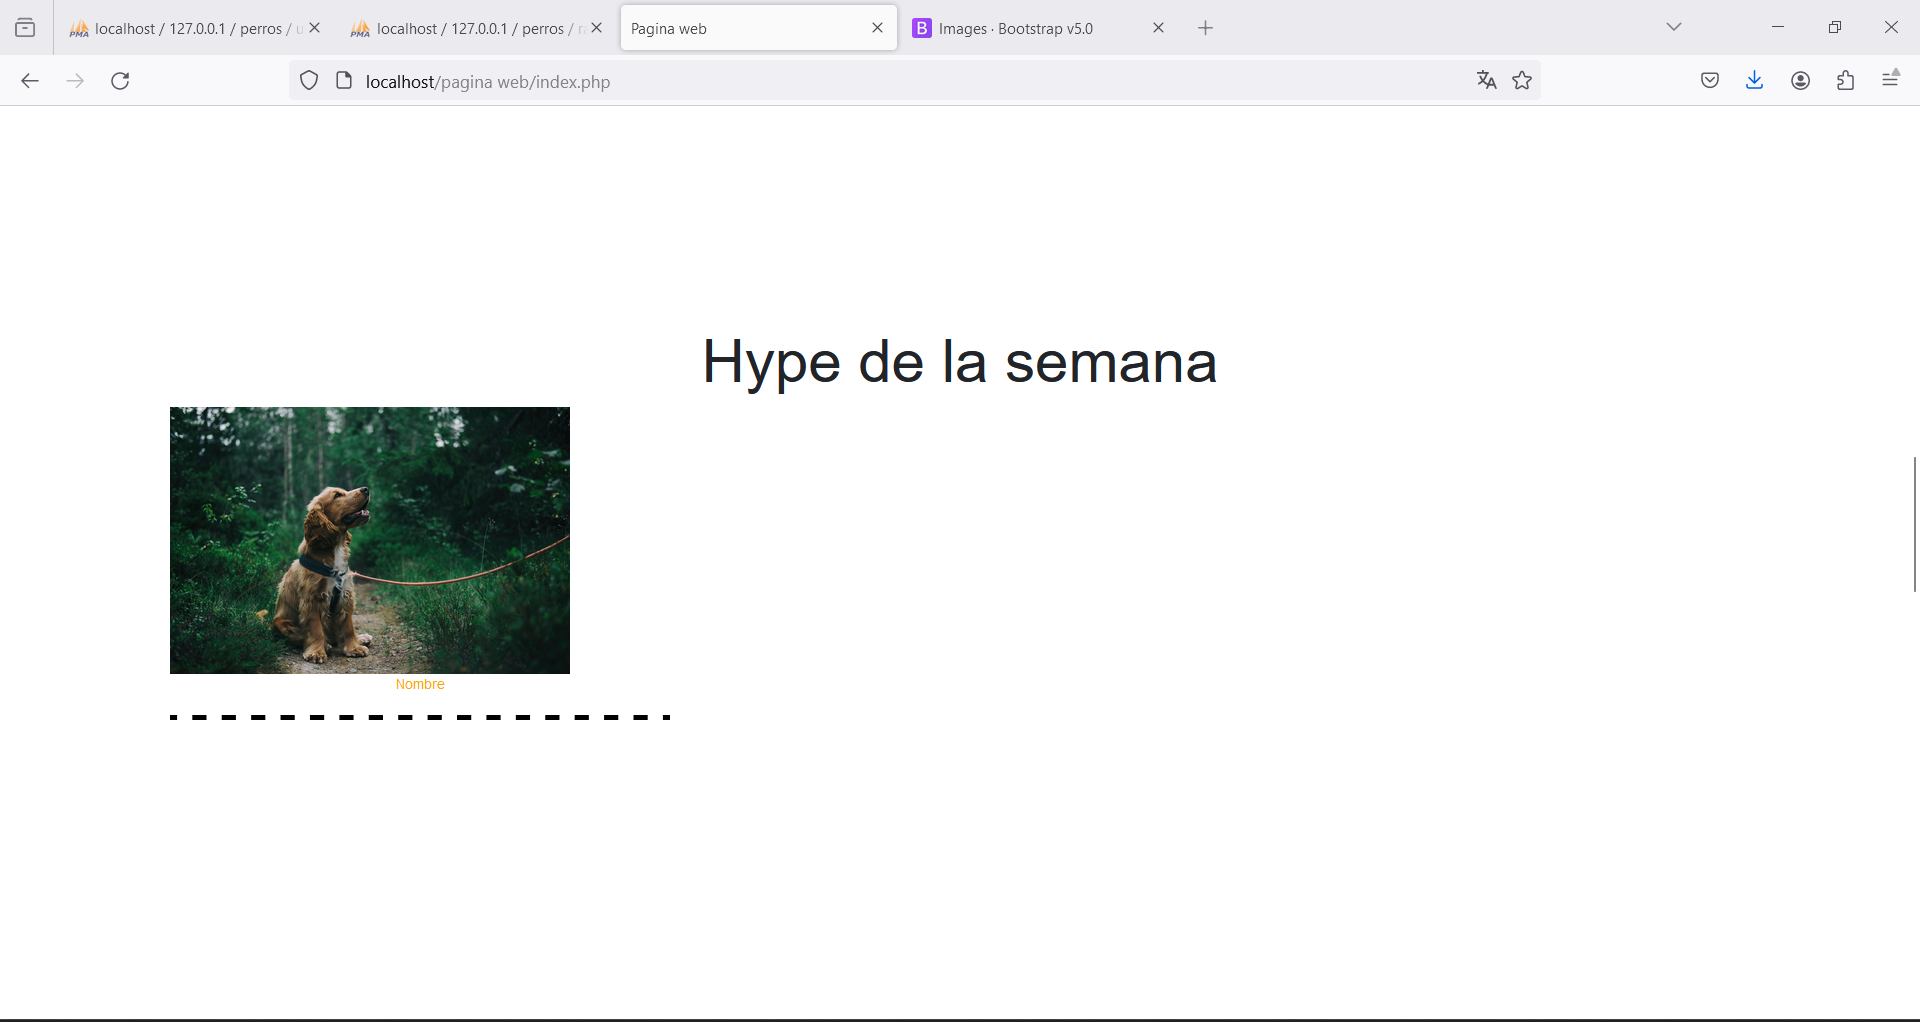 localhost / 127.0.0.1 / perros / u
localhost / 127.0.0.1 / perros / ra
Pagina web
Images · Bootstrap v5.0
localhost/pagina web/index.php
Hype de la semana
Nombre